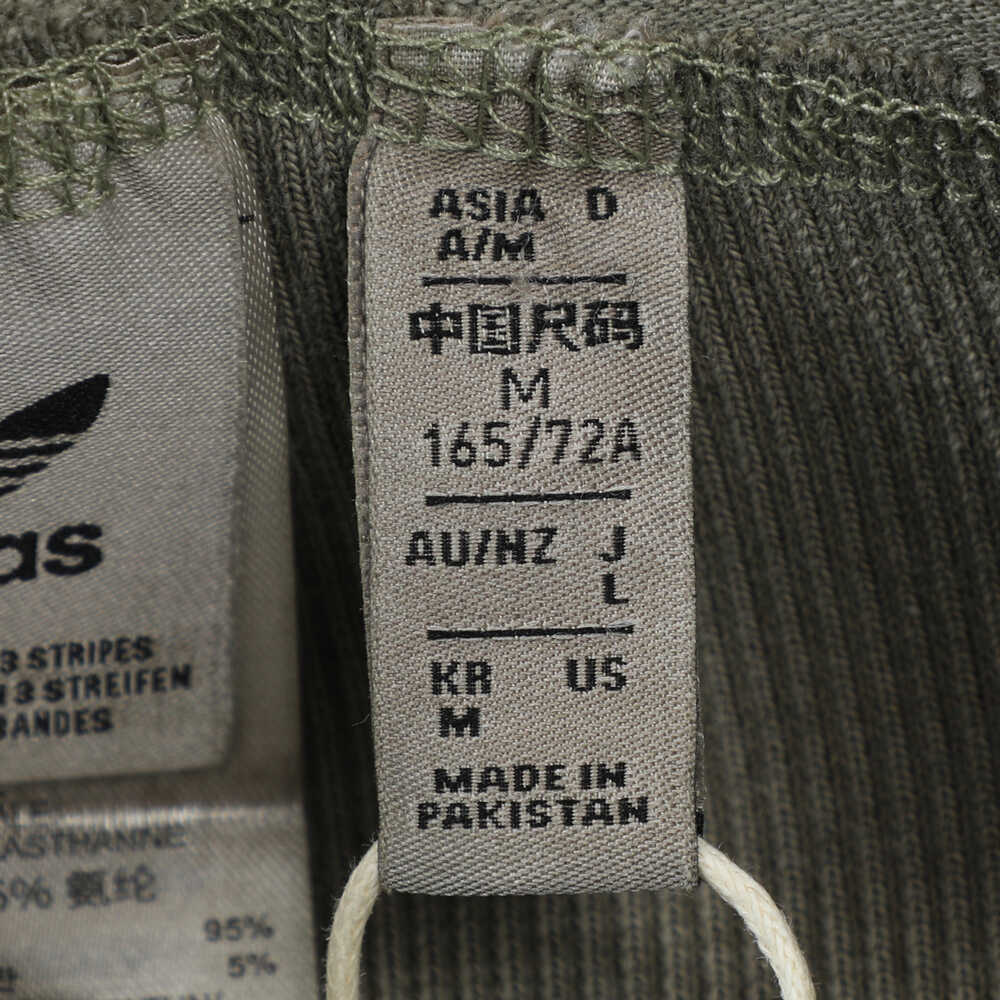 ASIA D
A/M
中国尺码
M
165/72A
AU/NZ J
L
KR US
M
MADE IN
PAKISTAN
as
3 STRIPES
3 STREIFEN
BANDES
ASTHANNE
5% 氨纶
95%
5%